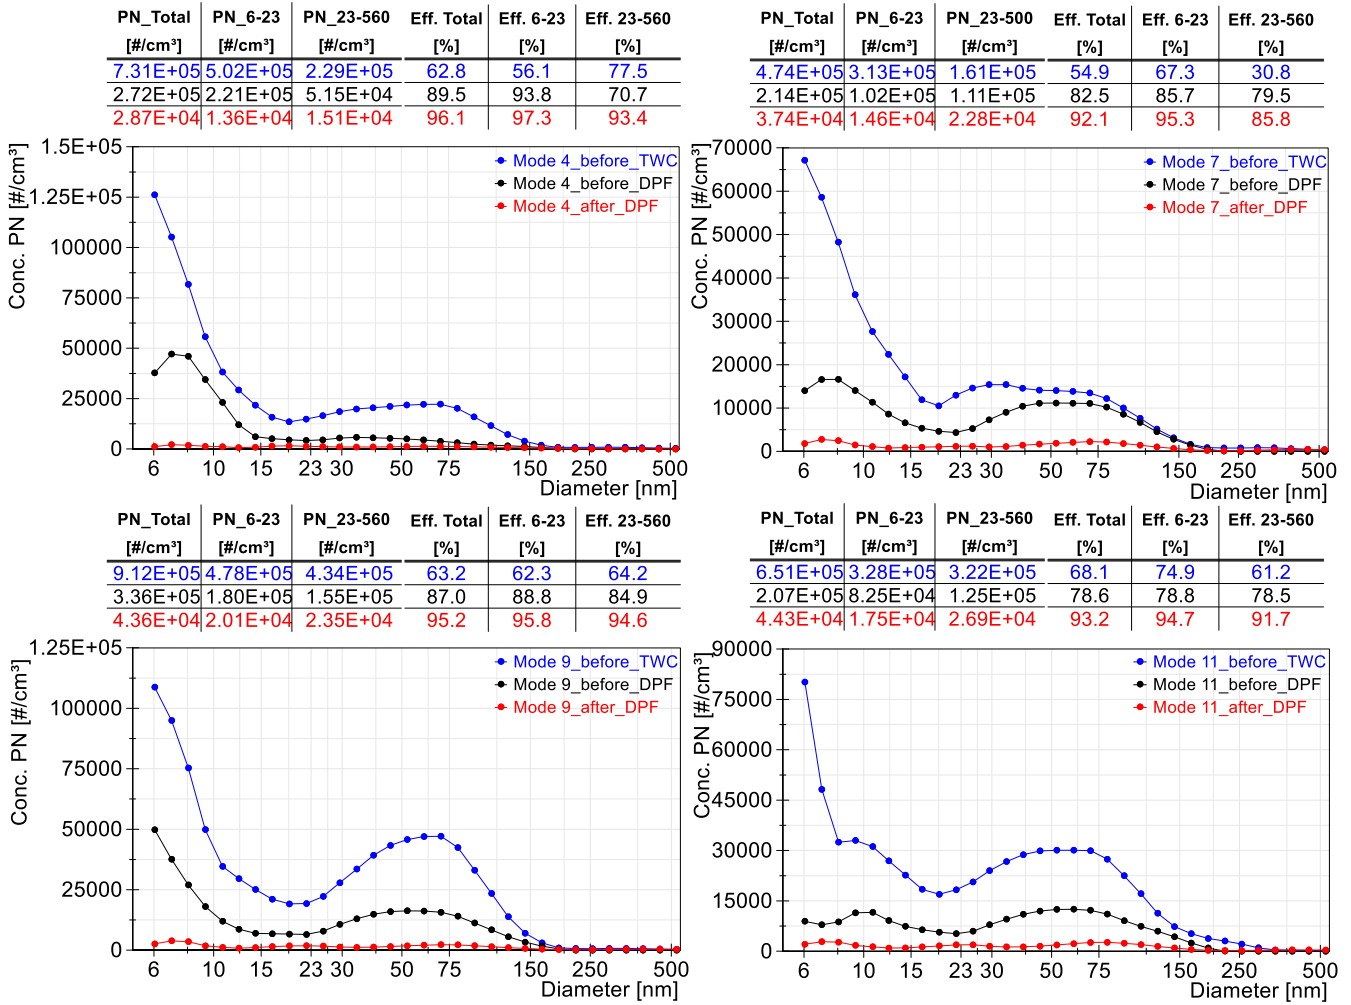 PN_Total PN_6-23 PN_23-560 Eff. Total Eff. 6-23 Eff. 23-560
[#/cm³] [#/cm³] [#/cm³] [%] [%] [%]
7.31E+05 5.02E+05 2.29E+05 62.8 56.1 77.5
2.72E+05 2.21E+05 5.15E+04 89.5 93.8 70.7
2.87E+04 1.36E+04 1.51E+04 96.1 97.3 93.4
1.5E+05
1.25E+05
100000
75000
50000
25000
0
Conc. PN [#/cm³]
Mode 4_before_TWC
Mode 4_before_DPF
Mode 4_after_DPF
6 10 15 23 30 50 75 150 250 500
Diameter [nm]
PN_Total PN_6-23 PN_23-500 Eff. Total Eff. 6-23 Eff. 23-560
[#/cm³] [#/cm³] [#/cm³] [%] [%] [%]
4.74E+05 3.13E+05 1.61E+05 54.9 67.3 30.8
2.14E+05 1.02E+05 1.11E+05 82.5 85.7 79.5
3.74E+04 1.46E+04 2.28E+04 92.1 95.3 85.8
70000
60000
50000
40000
30000
20000
10000
0
Conc. PN [#/cm³]
Mode 7_before_TWC
Mode 7_before_DPF
Mode 7_after_DPF
6 10 15 23 30 50 75 150 250 500
Diameter [nm]
PN_Total PN_6-23 PN_23-560 Eff. Total Eff. 6-23 Eff. 23-560
[#/cm³] [#/cm³] [#/cm³] [%] [%] [%]
9.12E+05 4.78E+05 4.34E+05 63.2 62.3 64.2
3.36E+05 1.80E+05 1.55E+05 87.0 88.8 84.9
4.36E+04 2.01E+04 2.35E+04 95.2 95.8 94.6
1.25E+05
100000
75000
50000
25000
0
Conc. PN [#/cm³]
Mode 9_before_TWC
Mode 9_before_DPF
Mode 9_after_DPF
6 10 15 23 30 50 75 150 250 500
Diameter [nm]
PN_Total PN_6-23 PN_23-560 Eff. Total Eff. 6-23 Eff. 23-560
[#/cm³] [#/cm³] [#/cm³] [%] [%] [%]
6.51E+05 3.28E+05 3.22E+05 68.1 74.9 61.2
2.07E+05 8.25E+04 1.25E+05 78.6 78.8 78.5
4.43E+04 1.75E+04 2.69E+04 93.2 94.7 91.7
90000
75000
60000
45000
30000
15000
0
Conc. PN [#/cm³]
Mode 11_before_TWC
Mode 11_before_DPF
Mode 11_after_DPF
6 10 15 23 30 50 75 150 250 500
Diameter [nm]